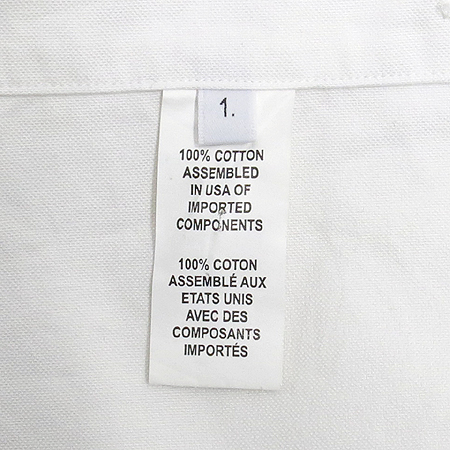 1.
100% COTTON
ASSEMBLED
IN USA OF
IMPORTED
COMPONENTS
100% COTON
ASSEMBLÉ AUX
ETATS UNIS
AVEC DES
COMPOSANTS
IMPORTÉS